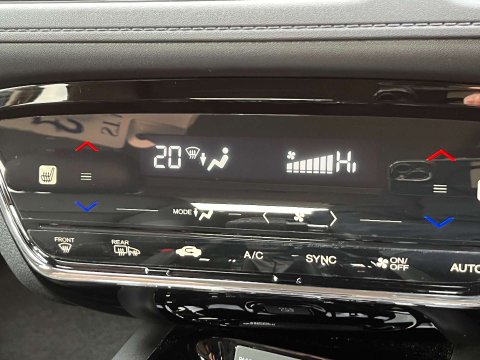 20 Hi
MODE
FRONT REAR
A/C SYNC ON/OFF AUTO